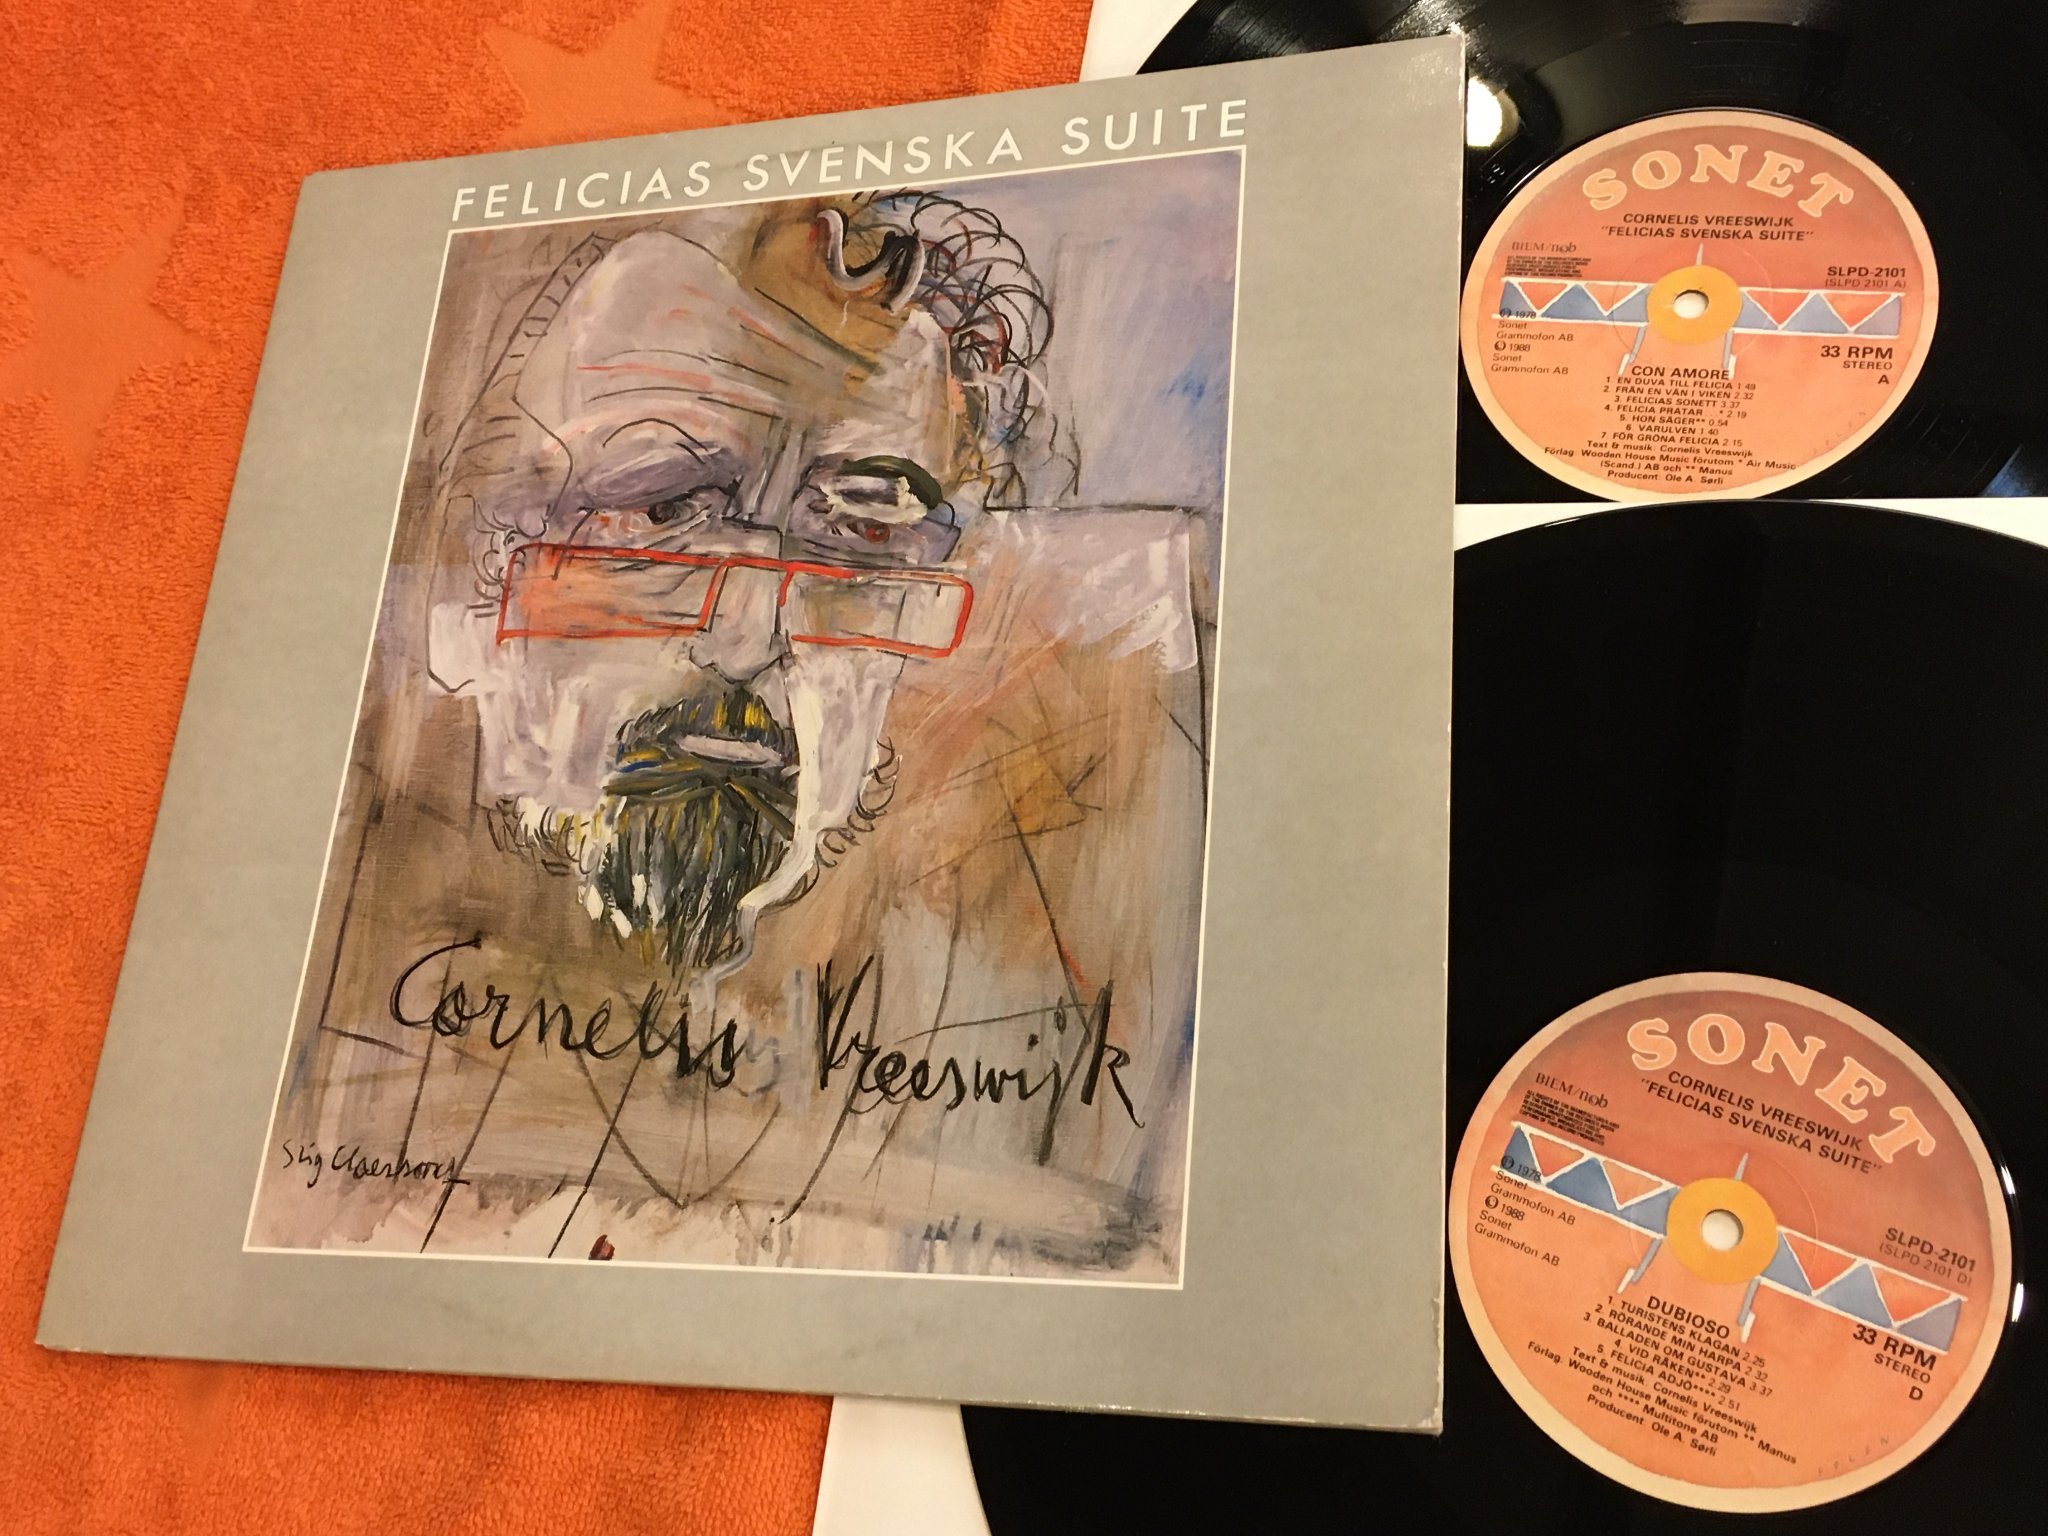 FELICIAS SVENSKA SUITE
Cornelis Vreeswijk
Stig Claesson
SONET
CORNELIS VREESWIJK
"FELICIAS SVENSKA SUITE"
BIEM/ncb
SLPD-2101
(SLPD 2101 A)
℗ 1978
Sonet
Grammofon AB
© 1988
Sonet
Grammofon AB
33 RPM
STEREO
A
CON AMORE
1. EN DUVA TILL FELICIA 1.49
2. FRÅN EN VÄN I VIKEN 2.32
3. FELICIAS SONETT 3.37
4. FELICIA PRATAR . . * 2.19
5. HON SÄGER** 0.54
6. VARULVEN 1.40
7. FÖR GRÖNA FELICIA 2.15
Text & musik: Cornelis Vreeswijk
Förlag: Wooden House Music förutom * Air Music
(Scand.) AB och ** Manus
Producent: Ole A. Sørli
SONET
CORNELIS VREESWIJK
"FELICIAS SVENSKA SUITE"
BIEM/ncb
SLPD-2101
(SLPD 2101 D)
℗ 1978
Sonet
Grammofon AB
© 1988
Sonet
Grammofon AB
33 RPM
STEREO
D
DUBIOSO
1. TURISTENS KLAGAN 2.25
2. RÖRANDE MIN HARPA 2.32
3. BALLADEN OM GUSTAVA 3.37
4. VID RÅKEN** 2.29
5. FELICIA ADJÖ**** 2.51
Text & musik: Cornelis Vreeswijk
Förlag: Wooden House Music förutom ** Manus
och **** Multitone AB
Producent: Ole A. Sørli